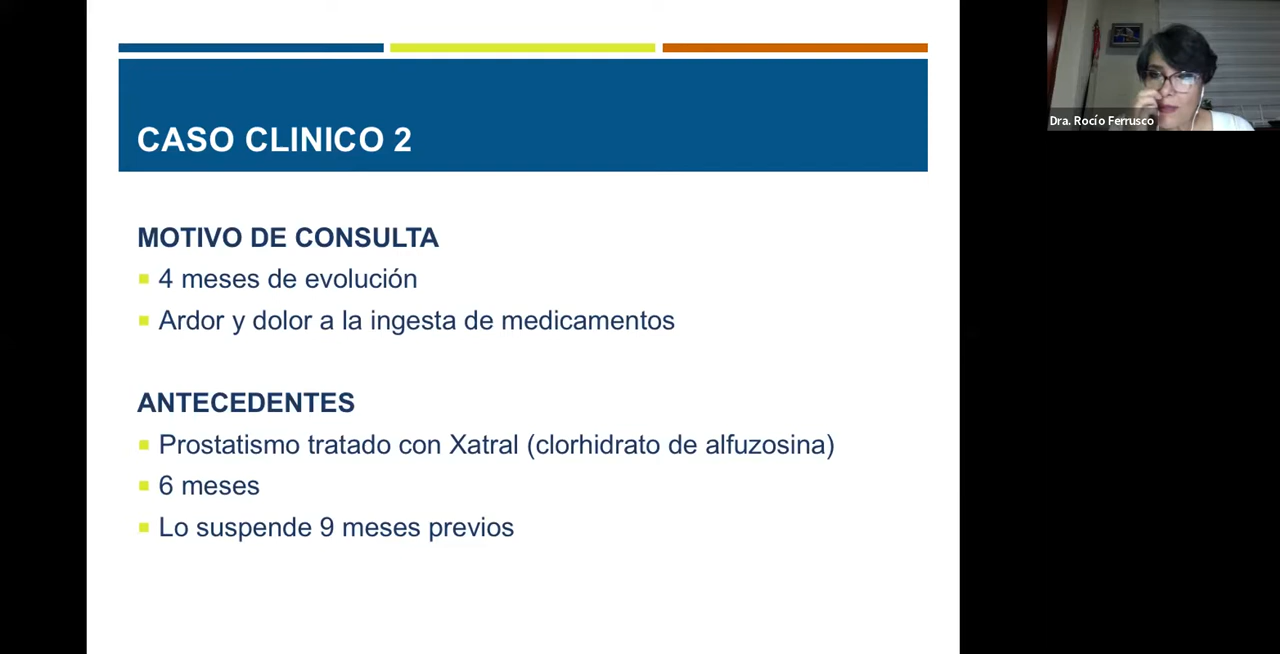 CASO CLINICO 2
MOTIVO DE CONSULTA
4 meses de evolución
Ardor y dolor a la ingesta de medicamentos
ANTECEDENTES
Prostatismo tratado con Xatral (clorhidrato de alfuzosina)
6 meses
Lo suspende 9 meses previos
Dra. Rocío Ferrusco